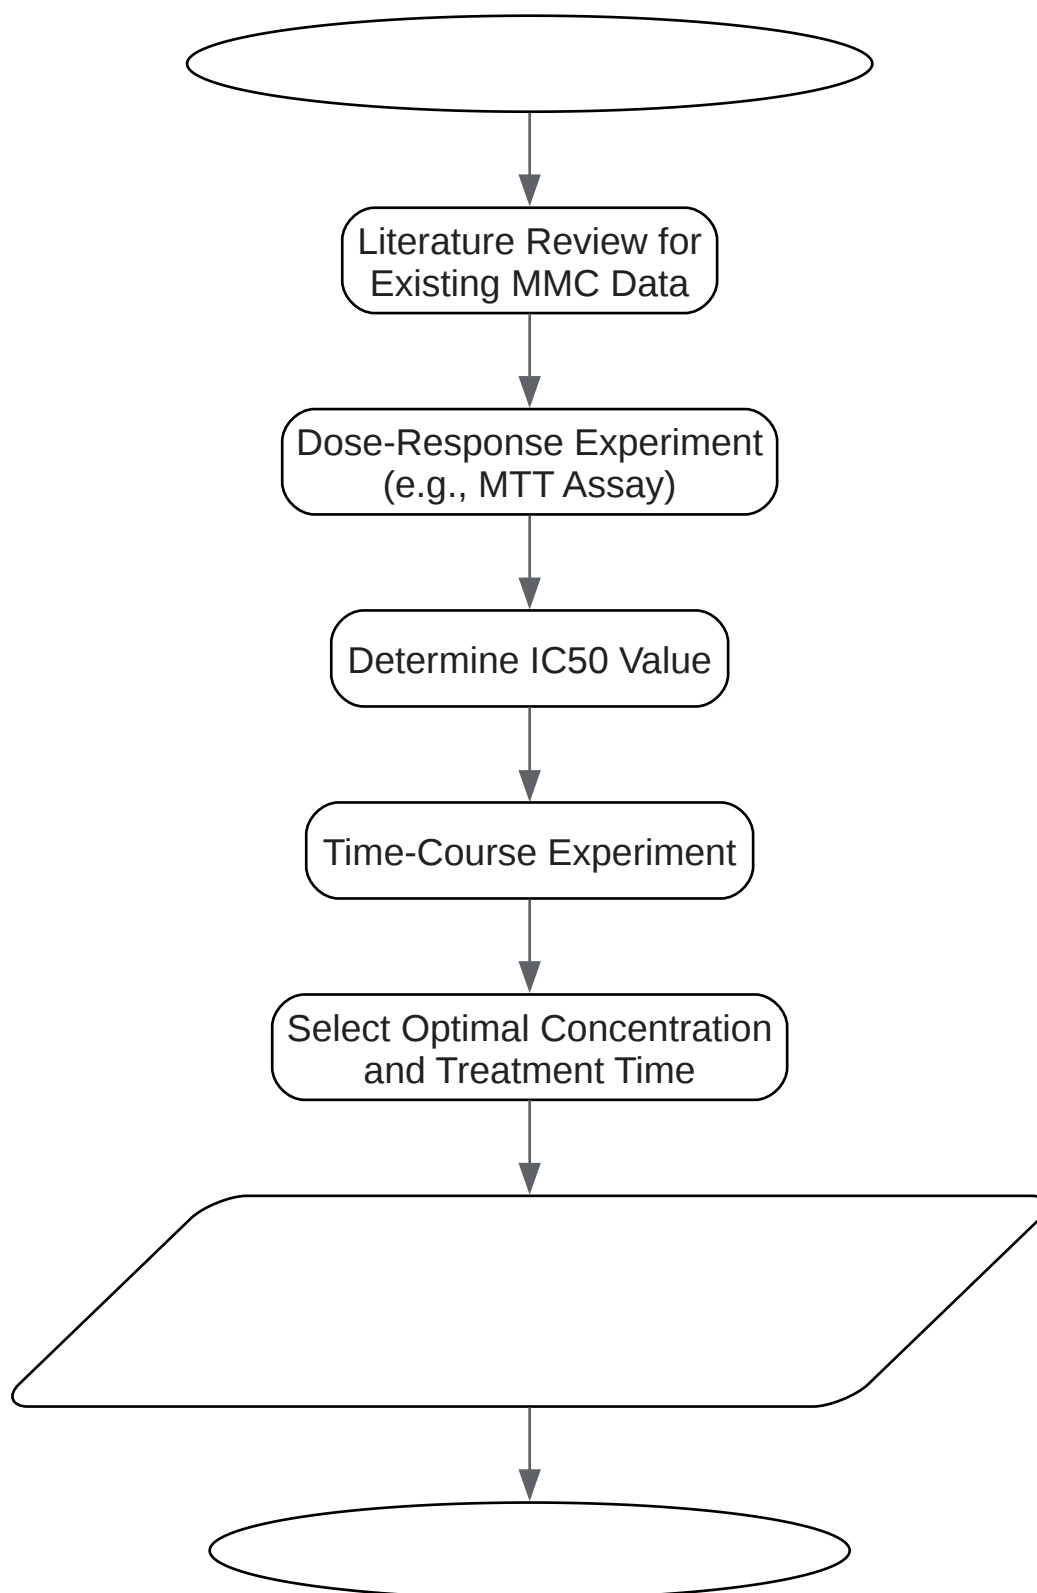 Literature Review for
Existing MMC Data
Dose-Response Experiment
(e.g., MTT Assay)
Determine IC50 Value
Time-Course Experiment
Select Optimal Concentration
and Treatment Time